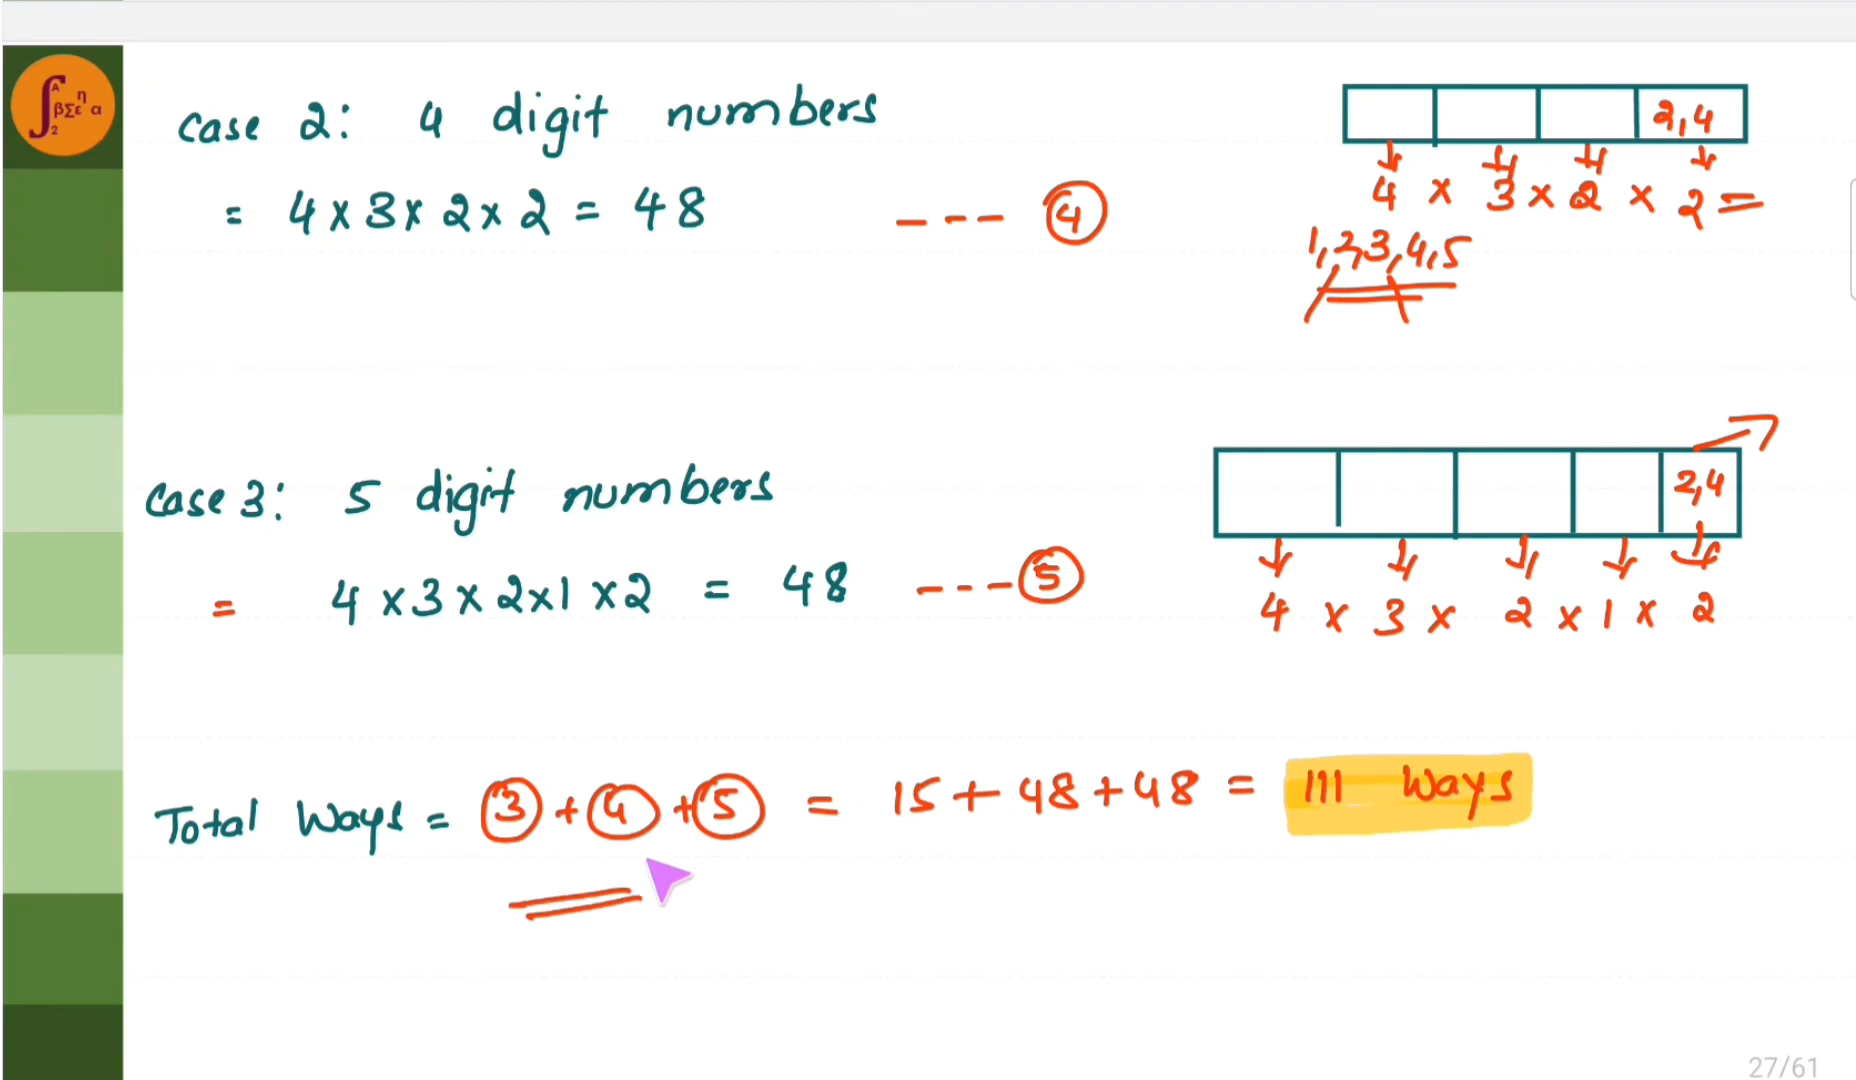 case 2: 4 digit numbers
= 4 x 3 x 2 x 2 = 48 --- ④
2,4
4 x 3 x 2 x 2 =
1,2,3,4,5
case 3: 5 digit numbers
= 4 x 3 x 2 x 1 x 2 = 48 --- ⑤
2,4
4 x 3 x 2 x 1 x 2
Total ways = ③ + ④ + ⑤ = 15 + 48 + 48 = 111 ways
27/61